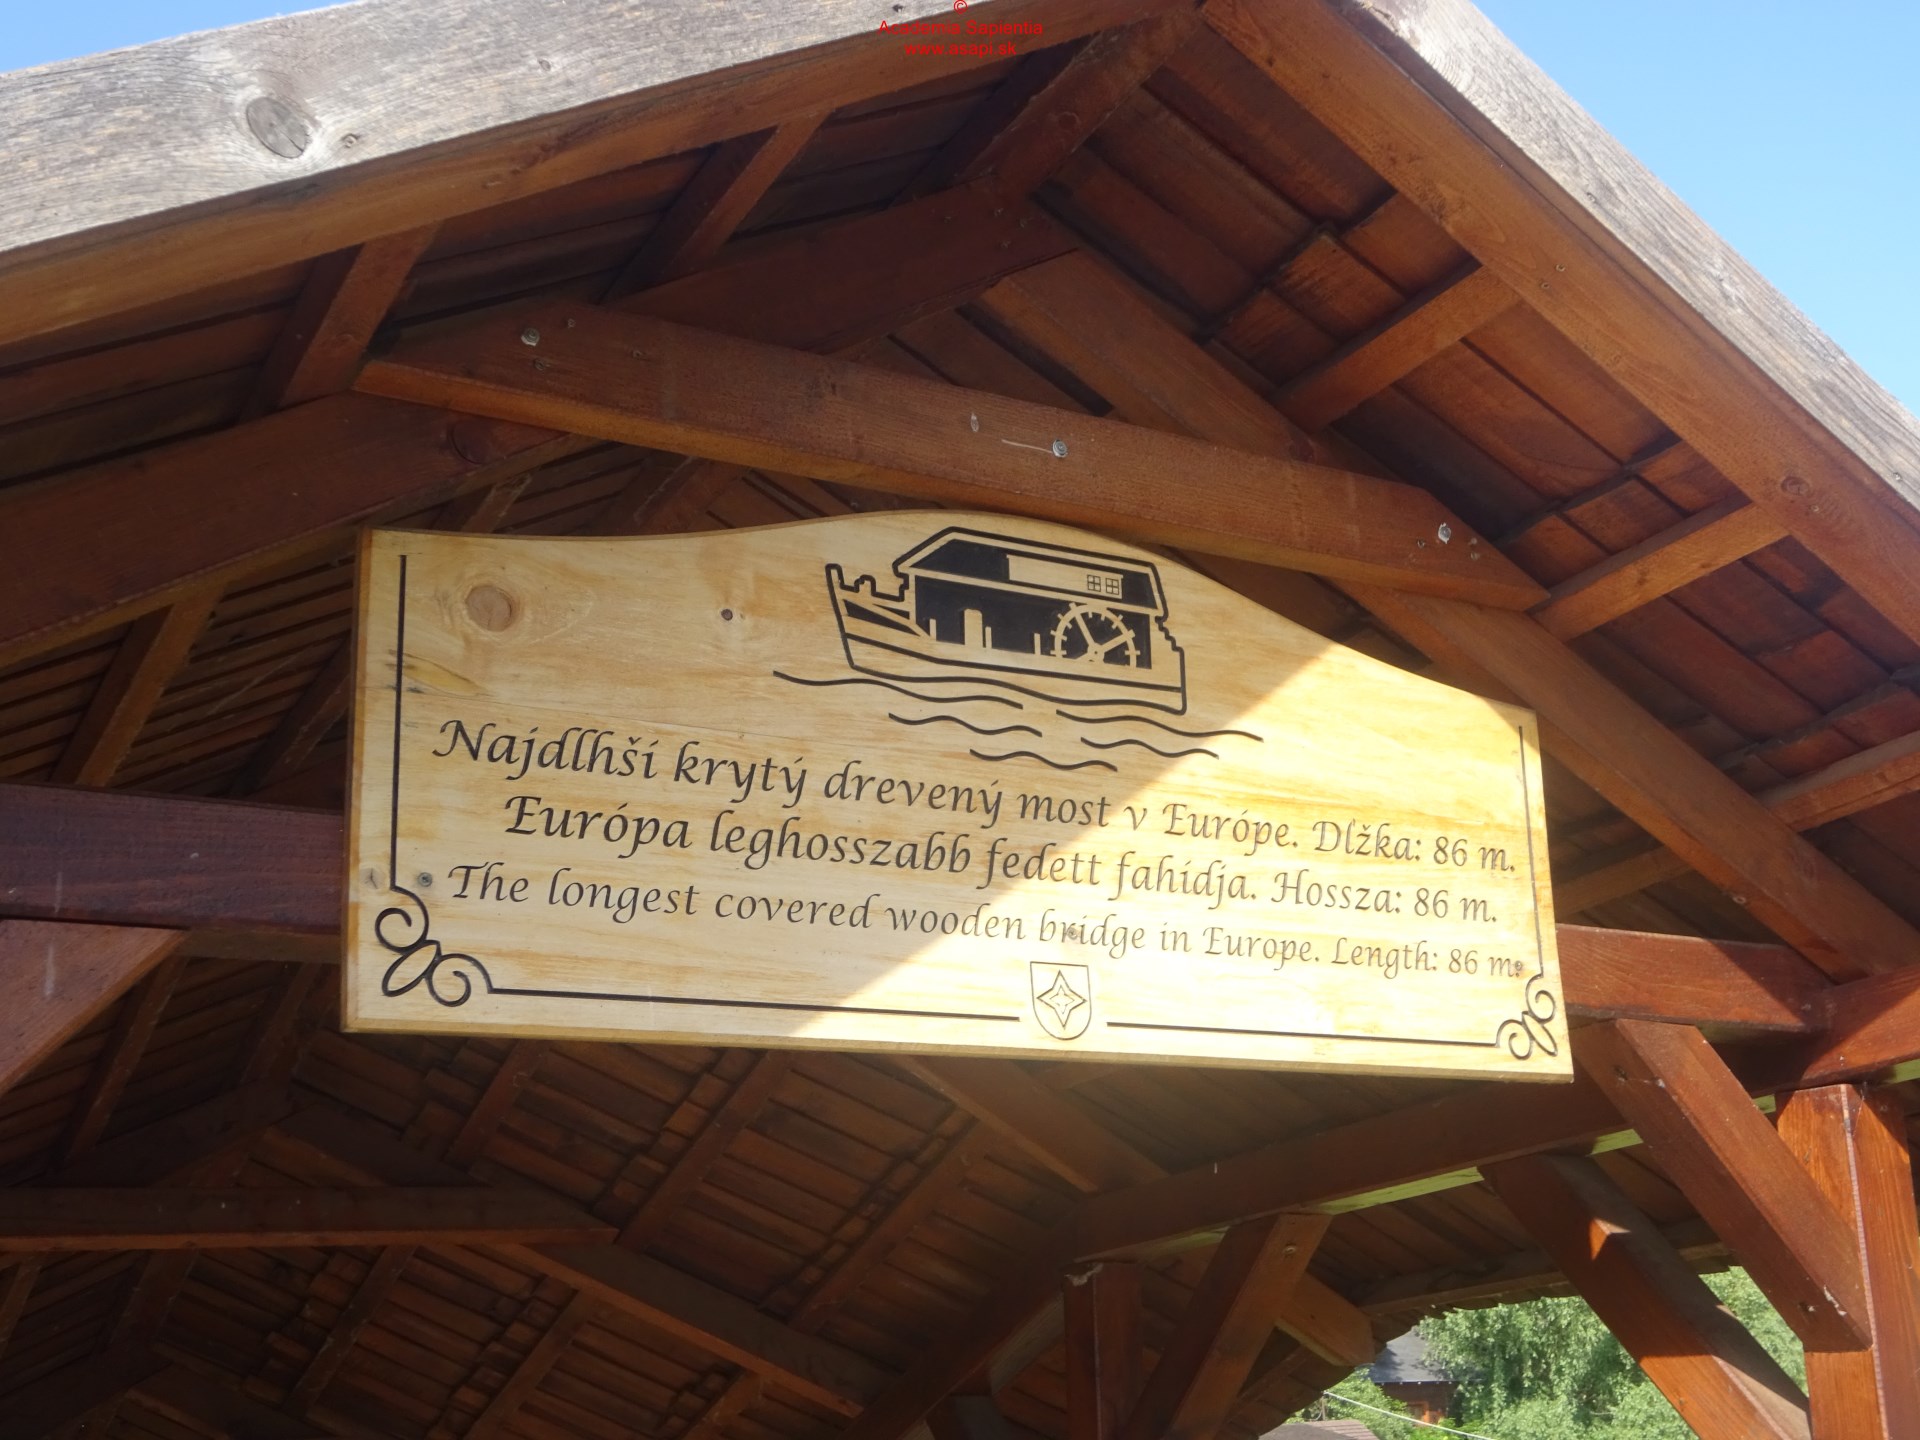 ©
Academia Sapientia
www.asapi.sk
Najdlhší krytý drevený most v Európe. Dĺžka: 86 m.
Európa leghosszabb fedett fahídja. Hossza: 86 m.
The longest covered wooden bridge in Europe. Length: 86 m.